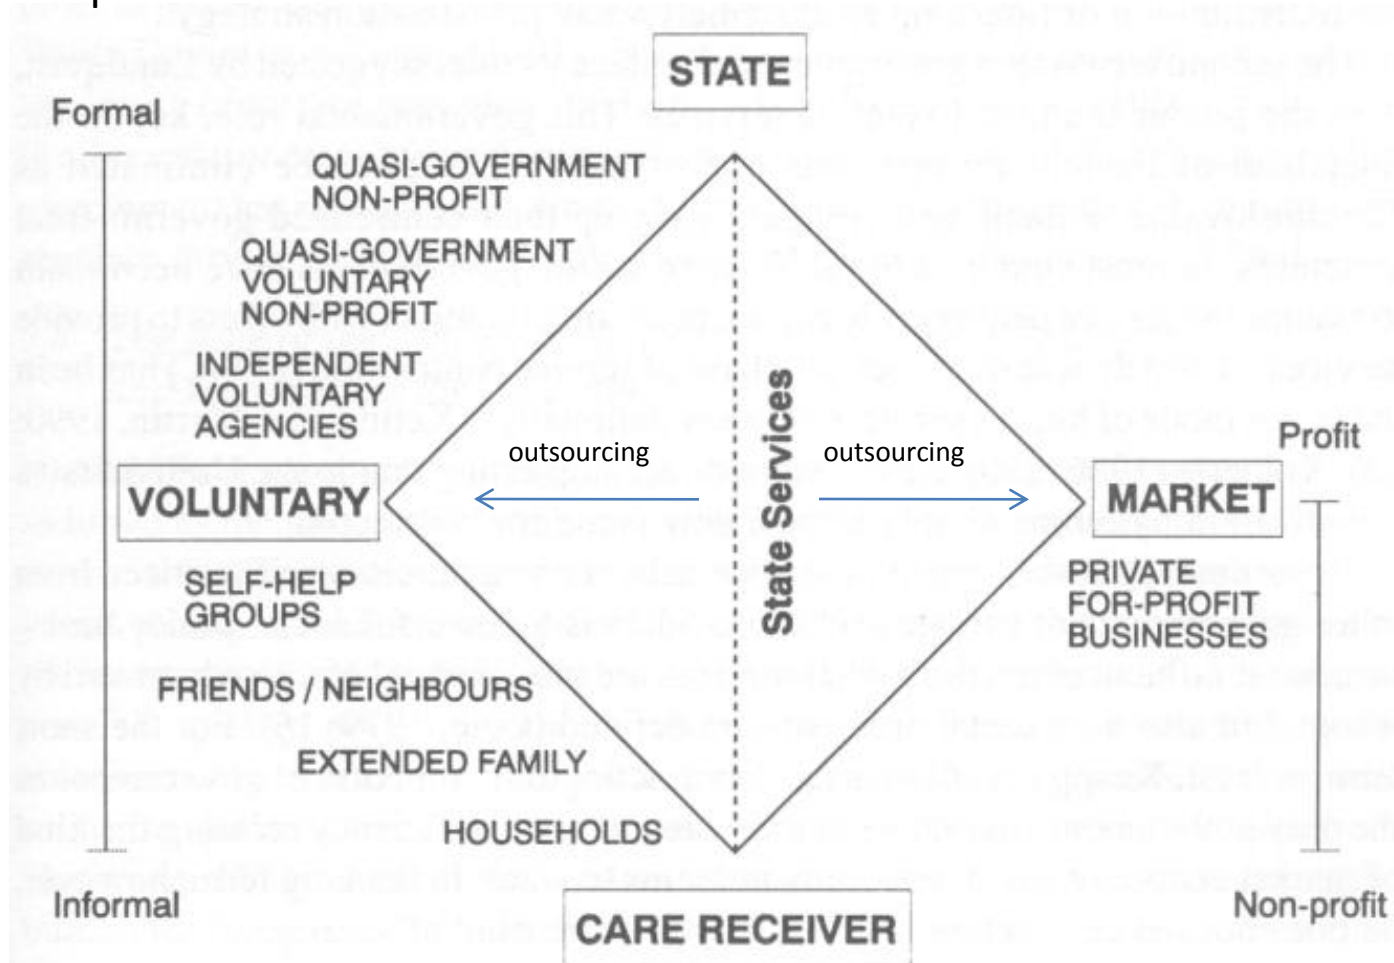 STATE
Formal
QUASI-GOVERNMENT
NON-PROFIT
QUASI-GOVERNMENT
VOLUNTARY
NON-PROFIT
INDEPENDENT
VOLUNTARY
AGENCIES
outsourcing
State Services
outsourcing
Profit
VOLUNTARY
MARKET
SELF-HELP
GROUPS
PRIVATE
FOR-PROFIT
BUSINESSES
FRIENDS / NEIGHBOURS
EXTENDED FAMILY
HOUSEHOLDS
Informal
Non-profit
CARE RECEIVER